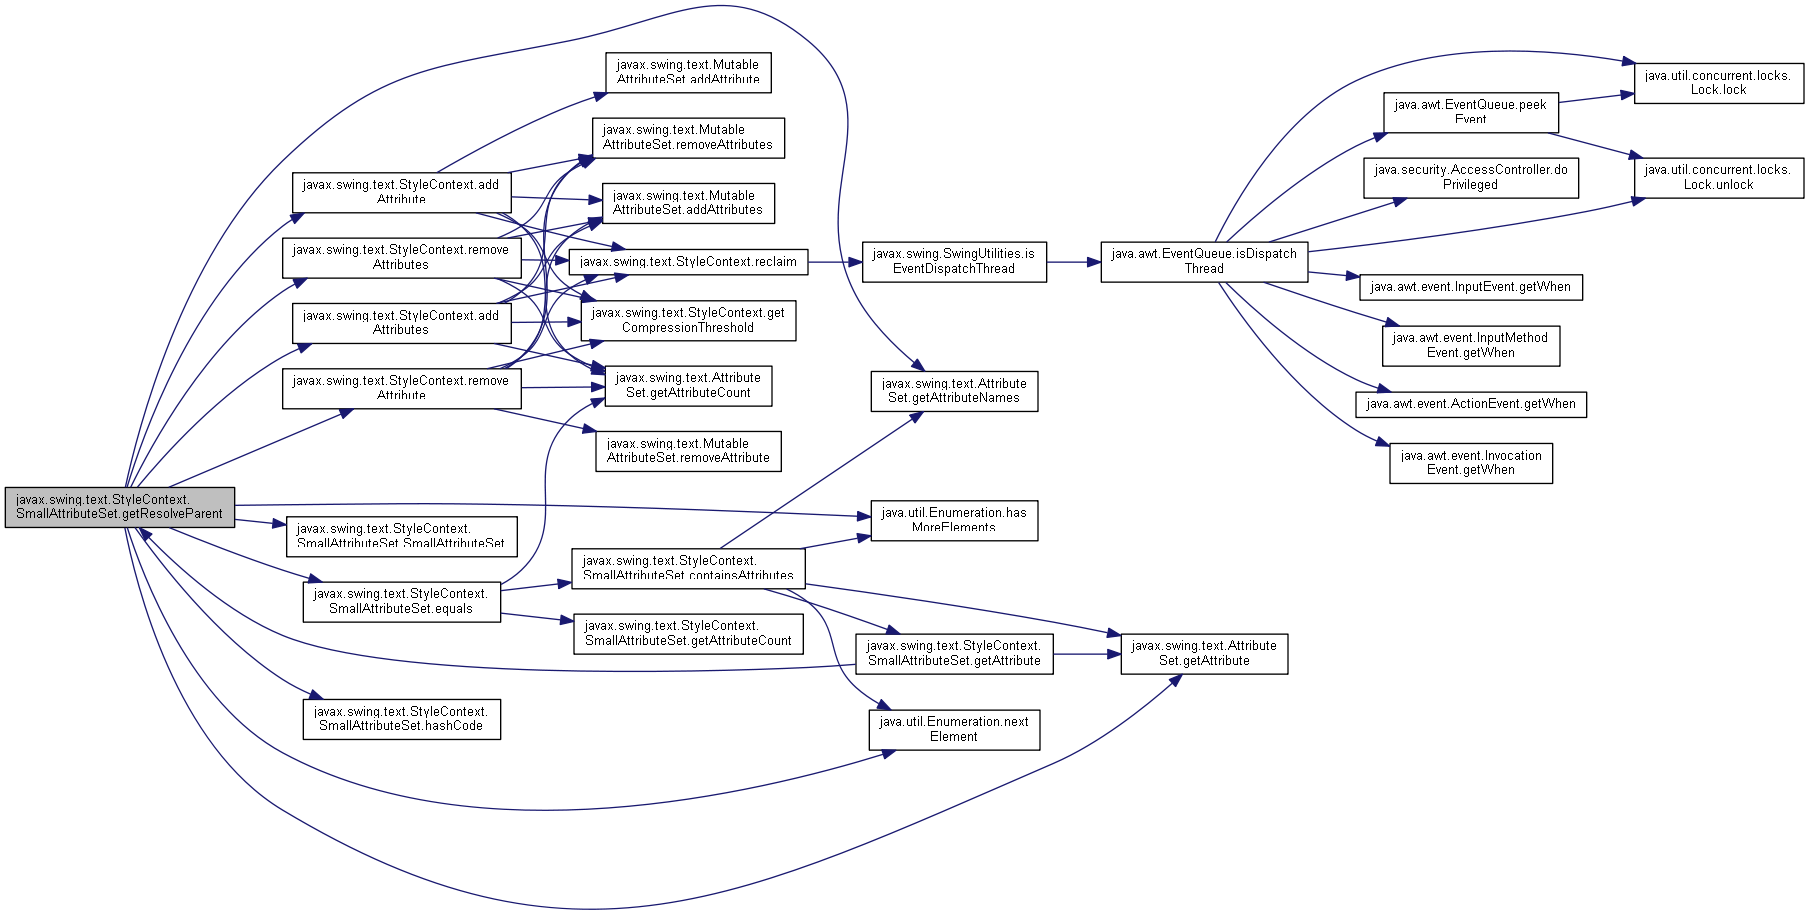 javax.swing.text.StyleContext.
SmallAttributeSet.getResolveParent
javax.swing.text.StyleContext.add
Attribute
javax.swing.text.StyleContext.remove
Attributes
javax.swing.text.StyleContext.add
Attributes
javax.swing.text.StyleContext.remove
Attribute
javax.swing.text.StyleContext.
SmallAttributeSet.SmallAttributeSet
javax.swing.text.StyleContext.
SmallAttributeSet.equals
javax.swing.text.StyleContext.
SmallAttributeSet.hashCode
javax.swing.text.Mutable
AttributeSet.addAttribute
javax.swing.text.Mutable
AttributeSet.removeAttributes
javax.swing.text.Mutable
AttributeSet.addAttributes
javax.swing.text.StyleContext.reclaim
javax.swing.text.StyleContext.get
CompressionThreshold
javax.swing.text.Attribute
Set.getAttributeCount
javax.swing.text.Mutable
AttributeSet.removeAttribute
javax.swing.text.StyleContext.
SmallAttributeSet.containsAttributes
javax.swing.text.StyleContext.
SmallAttributeSet.getAttributeCount
javax.swing.SwingUtilities.is
EventDispatchThread
javax.swing.text.Attribute
Set.getAttributeNames
java.util.Enumeration.has
MoreElements
javax.swing.text.StyleContext.
SmallAttributeSet.getAttribute
java.util.Enumeration.next
Element
java.awt.EventQueue.isDispatch
Thread
javax.swing.text.Attribute
Set.getAttribute
java.awt.EventQueue.peek
Event
java.security.AccessController.do
Privileged
java.awt.event.InputEvent.getWhen
java.awt.event.InputMethod
Event.getWhen
java.awt.event.ActionEvent.getWhen
java.awt.event.Invocation
Event.getWhen
java.util.concurrent.locks.
Lock.lock
java.util.concurrent.locks.
Lock.unlock